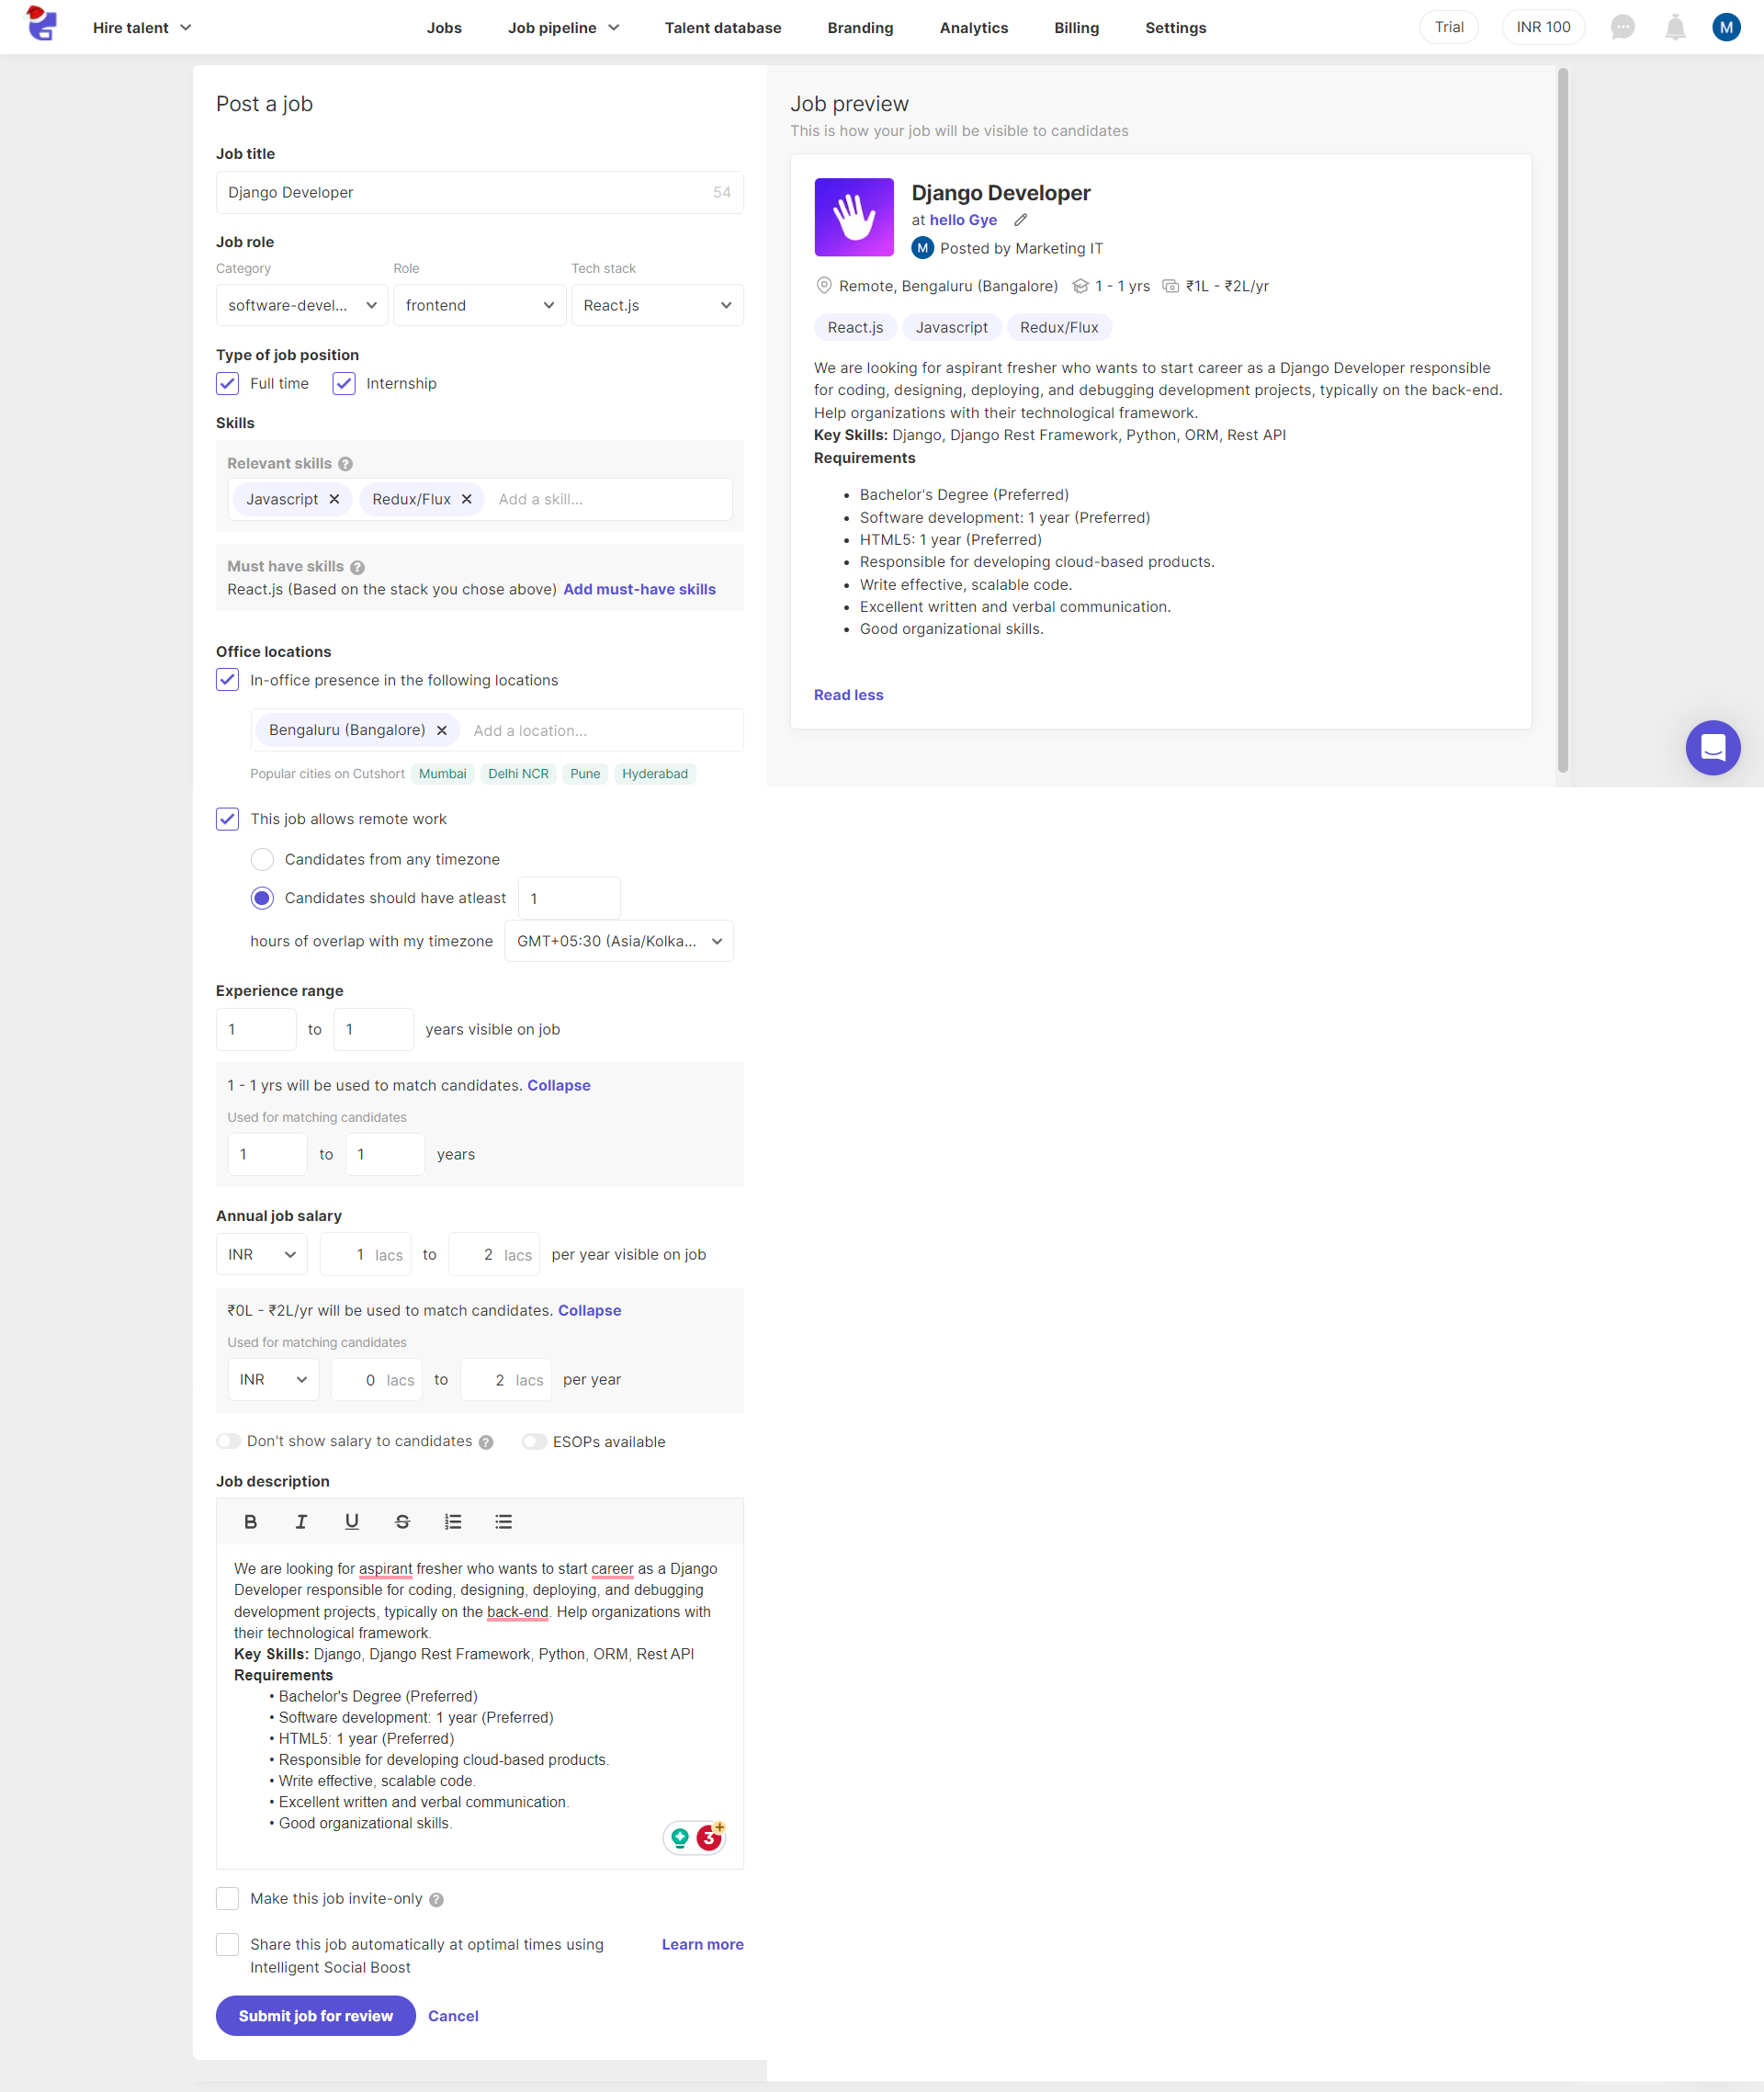 Hire talent
Jobs
Job pipeline
Talent database
Branding
Analytics
Billing
Settings
Trial
INR 100
M
Post a job
Job title
Django Developer 54
Job role
Category Role Tech stack
software-devel... frontend React.js
Type of job position
Full time Internship
Skills
Relevant skills ?
Javascript Redux/Flux Add a skill...
Must have skills ?
React.js (Based on the stack you chose above) Add must-have skills
Office locations
In-office presence in the following locations
Bengaluru (Bangalore) Add a location...
Popular cities on Cutshort Mumbai Delhi NCR Pune Hyderabad
This job allows remote work
Candidates from any timezone
Candidates should have atleast 1
hours of overlap with my timezone GMT+05:30 (Asia/Kolka...
Experience range
1 to 1 years visible on job
1 - 1 yrs will be used to match candidates. Collapse
Used for matching candidates
1 to 1 years
Annual job salary
INR 1 lacs to 2 lacs per year visible on job
₹0L - ₹2L/yr will be used to match candidates. Collapse
Used for matching candidates
INR 0 lacs to 2 lacs per year
Don't show salary to candidates ? ESOPs available
Job description
B I U S
We are looking for aspirant fresher who wants to start career as a Django
Developer responsible for coding, designing, deploying, and debugging
development projects, typically on the back-end. Help organizations with
their technological framework.
Key Skills: Django, Django Rest Framework, Python, ORM, Rest API
Requirements
• Bachelor's Degree (Preferred)
• Software development: 1 year (Preferred)
• HTML5: 1 year (Preferred)
• Responsible for developing cloud-based products.
• Write effective, scalable code.
• Excellent written and verbal communication.
• Good organizational skills.
3+
Make this job invite-only ?
Share this job automatically at optimal times using Learn more
Intelligent Social Boost
Submit job for review Cancel
Job preview
This is how your job will be visible to candidates
Django Developer
at hello Gye
M Posted by Marketing IT
Remote, Bengaluru (Bangalore) 1 - 1 yrs ₹1L - ₹2L/yr
React.js Javascript Redux/Flux
We are looking for aspirant fresher who wants to start career as a Django Developer responsible
for coding, designing, deploying, and debugging development projects, typically on the back-end.
Help organizations with their technological framework.
Key Skills: Django, Django Rest Framework, Python, ORM, Rest API
Requirements
• Bachelor's Degree (Preferred)
• Software development: 1 year (Preferred)
• HTML5: 1 year (Preferred)
• Responsible for developing cloud-based products.
• Write effective, scalable code.
• Excellent written and verbal communication.
• Good organizational skills.
Read less